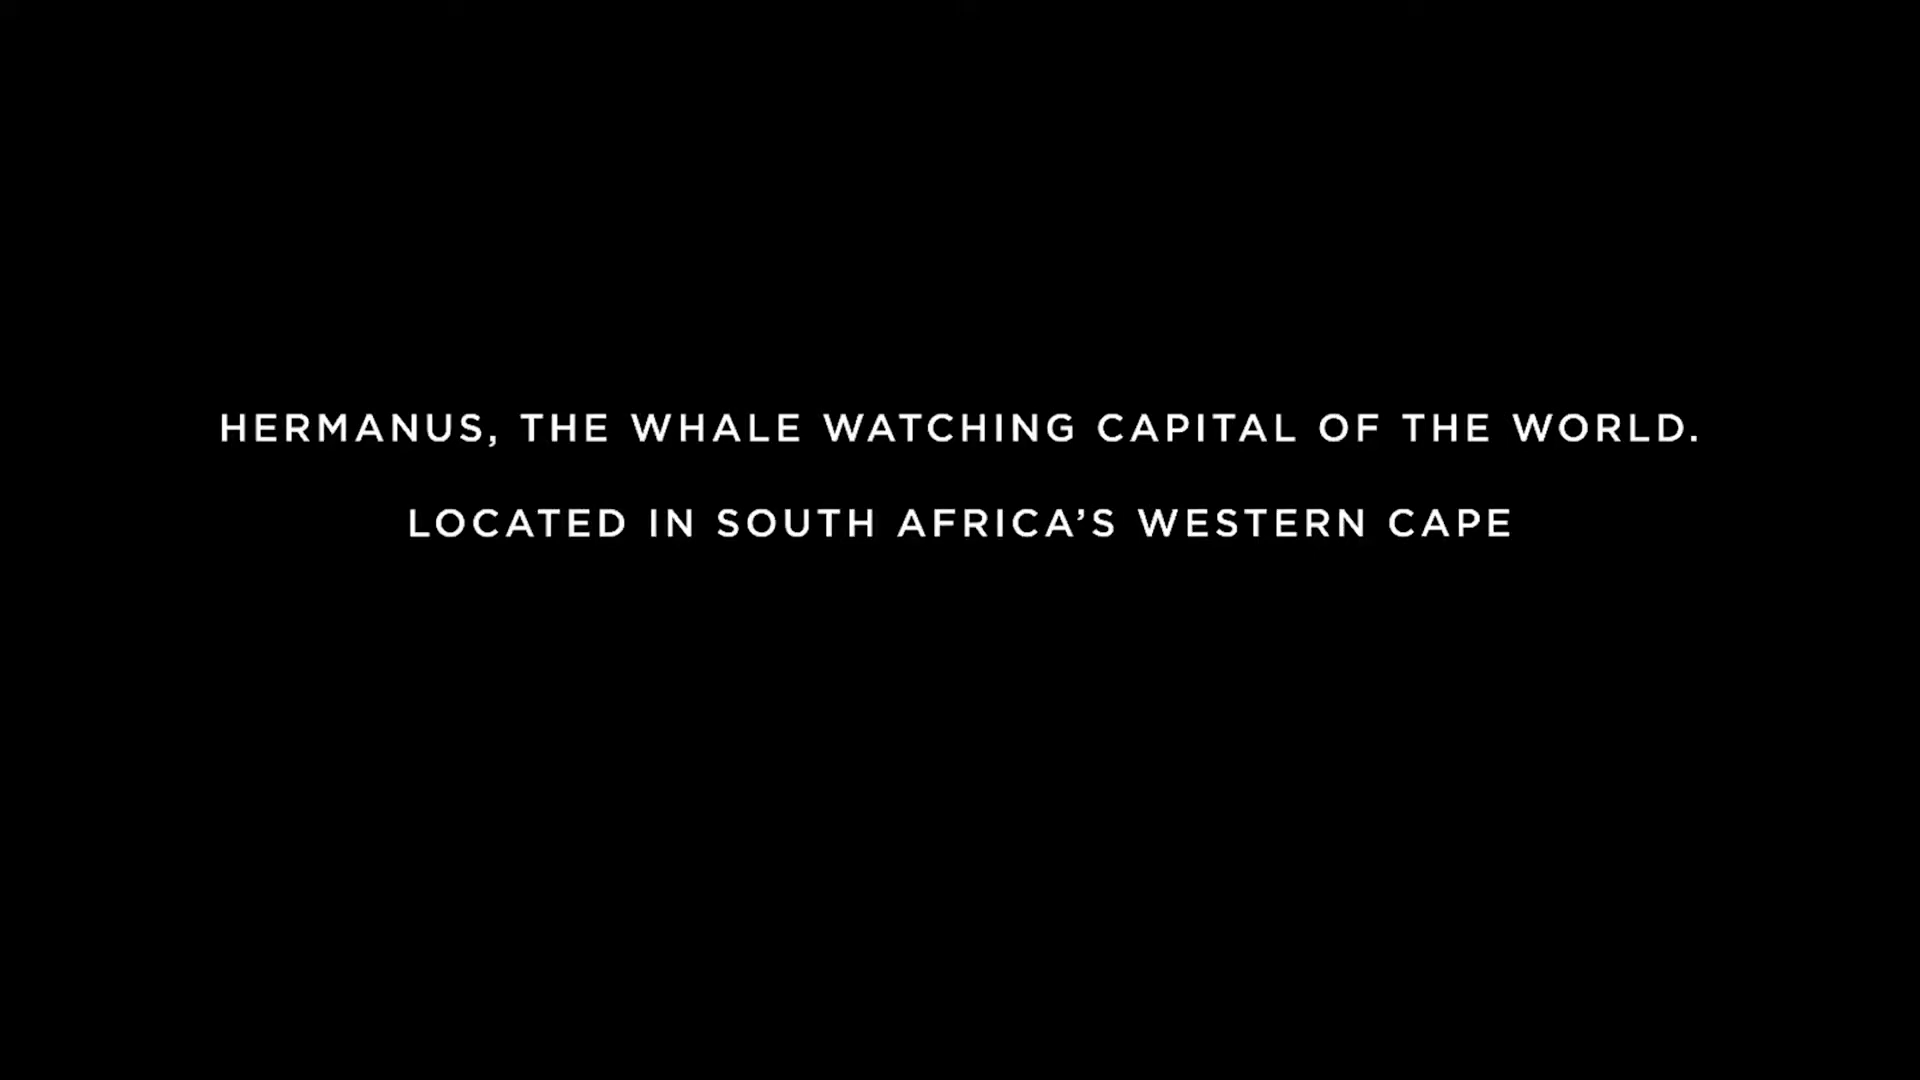 HERMANUS, THE WHALE WATCHING CAPITAL OF THE WORLD.
LOCATED IN SOUTH AFRICA’S WESTERN CAPE